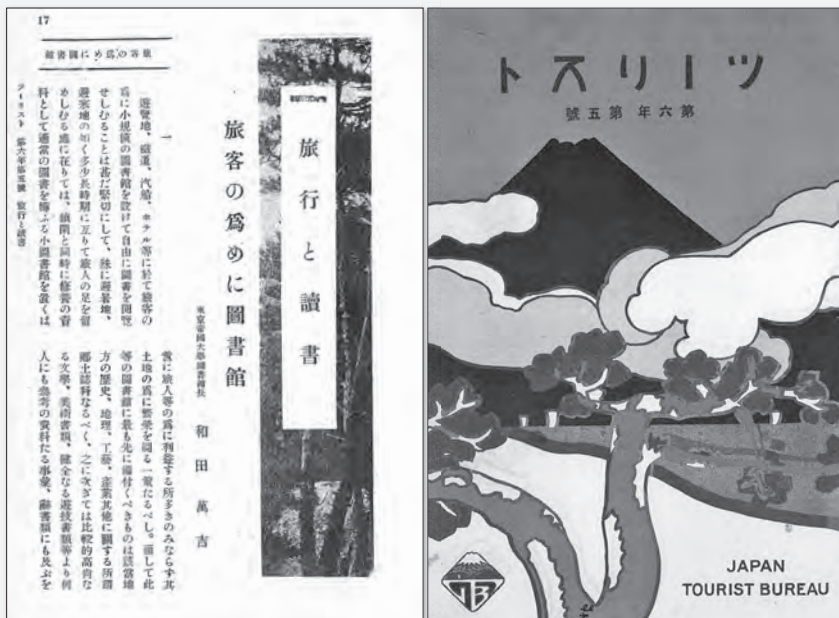 17
旅客の爲めに圖書館
ツーリスト 第六年第五號 旅行と讀書
旅行と讀書
旅客の爲めに圖書館
東京帝國大學圖書館長 和田萬吉
一
遊覽地、鐵道、汽船、ホテル等に於て旅客の
爲に小規模の圖書館を設けて自由に圖書を閲覽
せしむることは甚だ緊切にして、殊に避暑地、
避寒地の如く多少長時期に亙りて旅人の足を留
めしむる處に在りては、消閑と同時に修養の資
料として適當の圖書を備ふる小圖書館を置くは
啻に旅人等の爲に利益する所多きのみならず其
土地の爲に繁榮を圖る一策たるべし。而して此
等の圖書館に最も先に備付くべきものは該當地
方の歴史、地理、工藝、産業其他に關する所謂
郷土誌料なるべく、之に次ぎては比較的高尚な
る文學、美術書類、健全なる遊技書類等より何
人にも參考の資料たる事彙、辭書類にも及ぶを
ツーリスト
第六年 第五號
JTB
JAPAN
TOURIST BUREAU